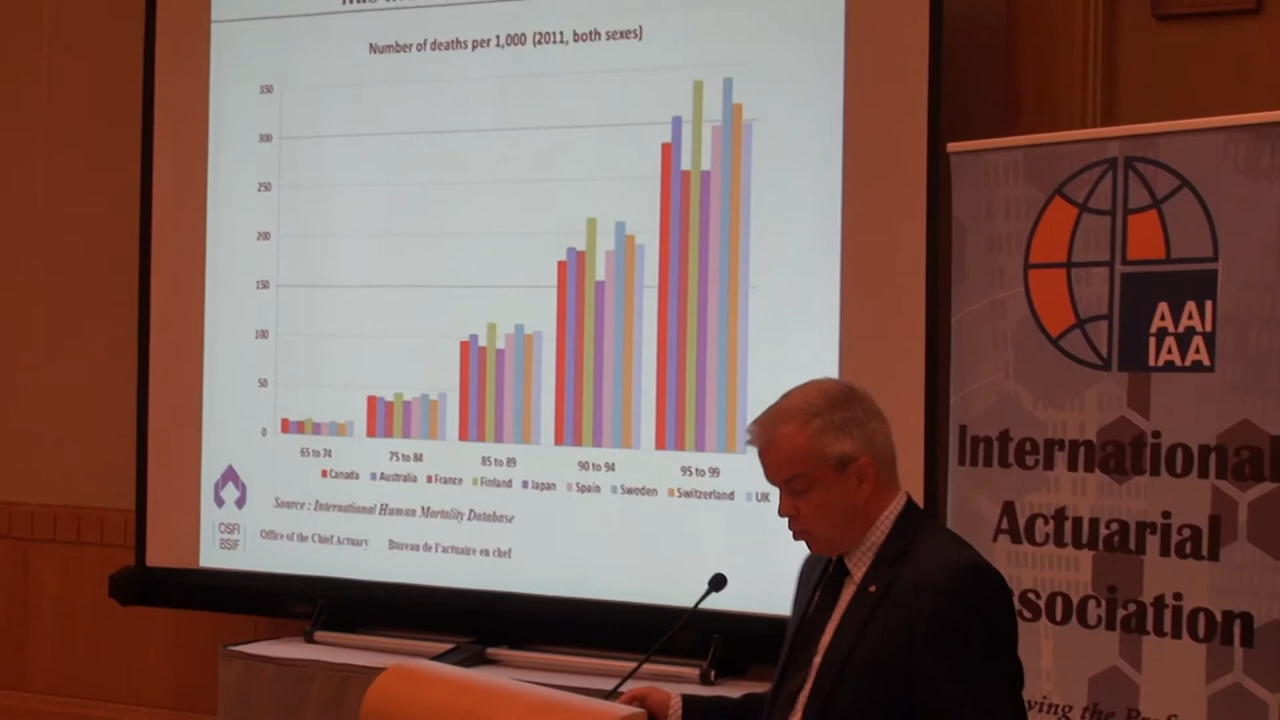 Number of deaths per 1,000 (2011, both sexes)
350
300
250
200
150
100
50
0
65 to 74 75 to 84 85 to 89 90 to 94 95 to 99
Canada Australia France Finland Japan Spain Sweden Switzerland UK
Source : International Human Mortality Database
OSFI
BSIF
Office of the Chief Actuary Bureau de l'actuaire en chef
AAI
IAA
International
Actuarial
sociation
ving the